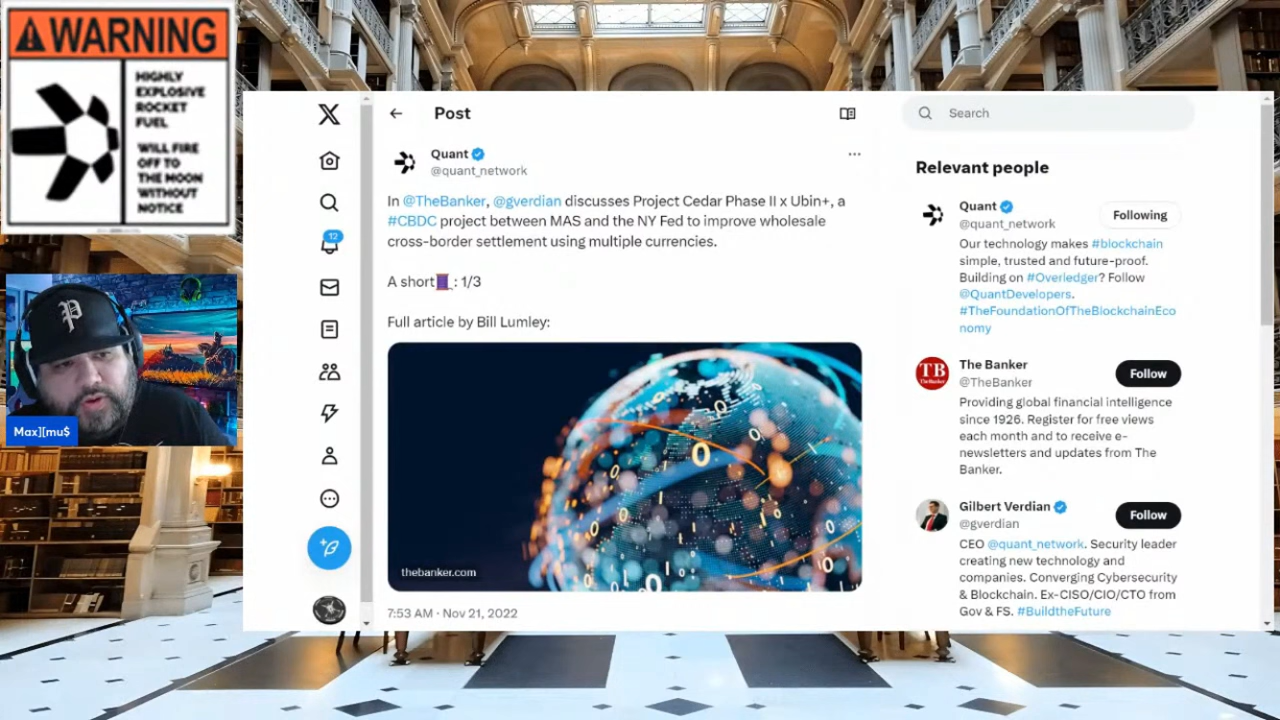 WARNING
HIGHLY
EXPLOSIVE
ROCKET
FUEL
WILL FIRE
OFF TO
THE MOON
WITHOUT
NOTICE
P
Max][mu$
X
12
Post
Quant
@quant_network
In @TheBanker, @gverdian discusses Project Cedar Phase II x Ubin+, a
#CBDC project between MAS and the NY Fed to improve wholesale
cross-border settlement using multiple currencies.
A short🧵: 1/3
Full article by Bill Lumley:
thebanker.com
7:53 AM · Nov 21, 2022
Search
Relevant people
Quant
@quant_network
Following
Our technology makes #blockchain
simple, trusted and future-proof.
Building on #Overledger? Follow
@QuantDevelopers.
#TheFoundationOfTheBlockchainEco
nomy
TB
The Banker
The Banker
@TheBanker
Follow
Providing global financial intelligence
since 1926. Register for free views
each month and to receive e-
newsletters and updates from The
Banker.
Gilbert Verdian
@gverdian
Follow
CEO @quant_network. Security leader
creating new technology and
companies. Converging Cybersecurity
& Blockchain. Ex-CISO/CIO/CTO from
Gov & FS. #BuildtheFuture